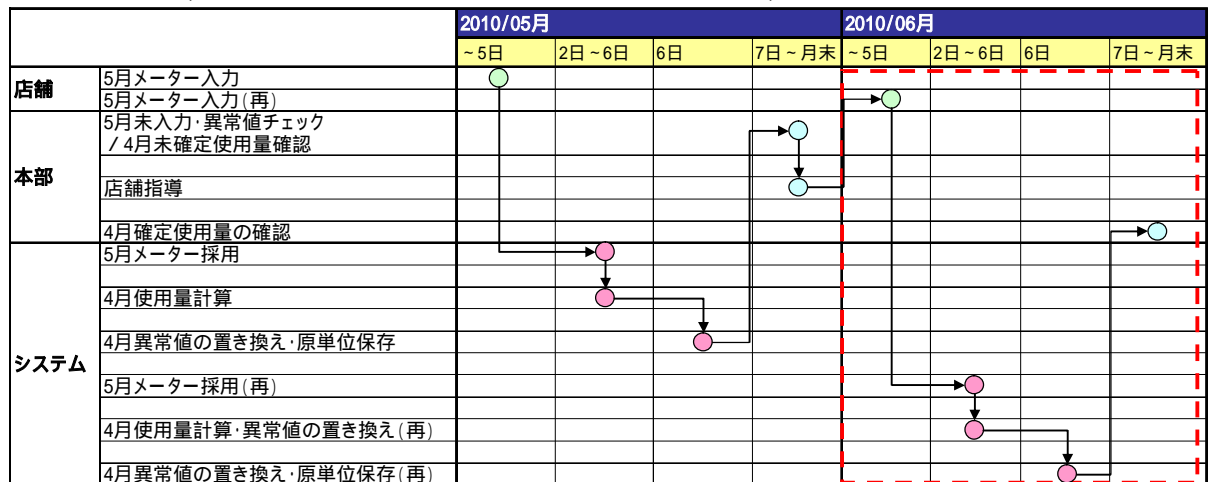 2010/05月 2010/06月
~5日 2日~6日 6日 7日~月末 ~5日 2日~6日 6日 7日~月末
店舗
5月メーター入力
5月メーター入力(再)
本部
5月未入力･異常値チェック
/ 4月未確定使用量確認
店舗指導
4月確定使用量の確認
システム
5月メーター採用
4月使用量計算
4月異常値の置き換え･原単位保存
5月メーター採用(再)
4月使用量計算･異常値の置き換え(再)
4月異常値の置き換え･原単位保存(再)